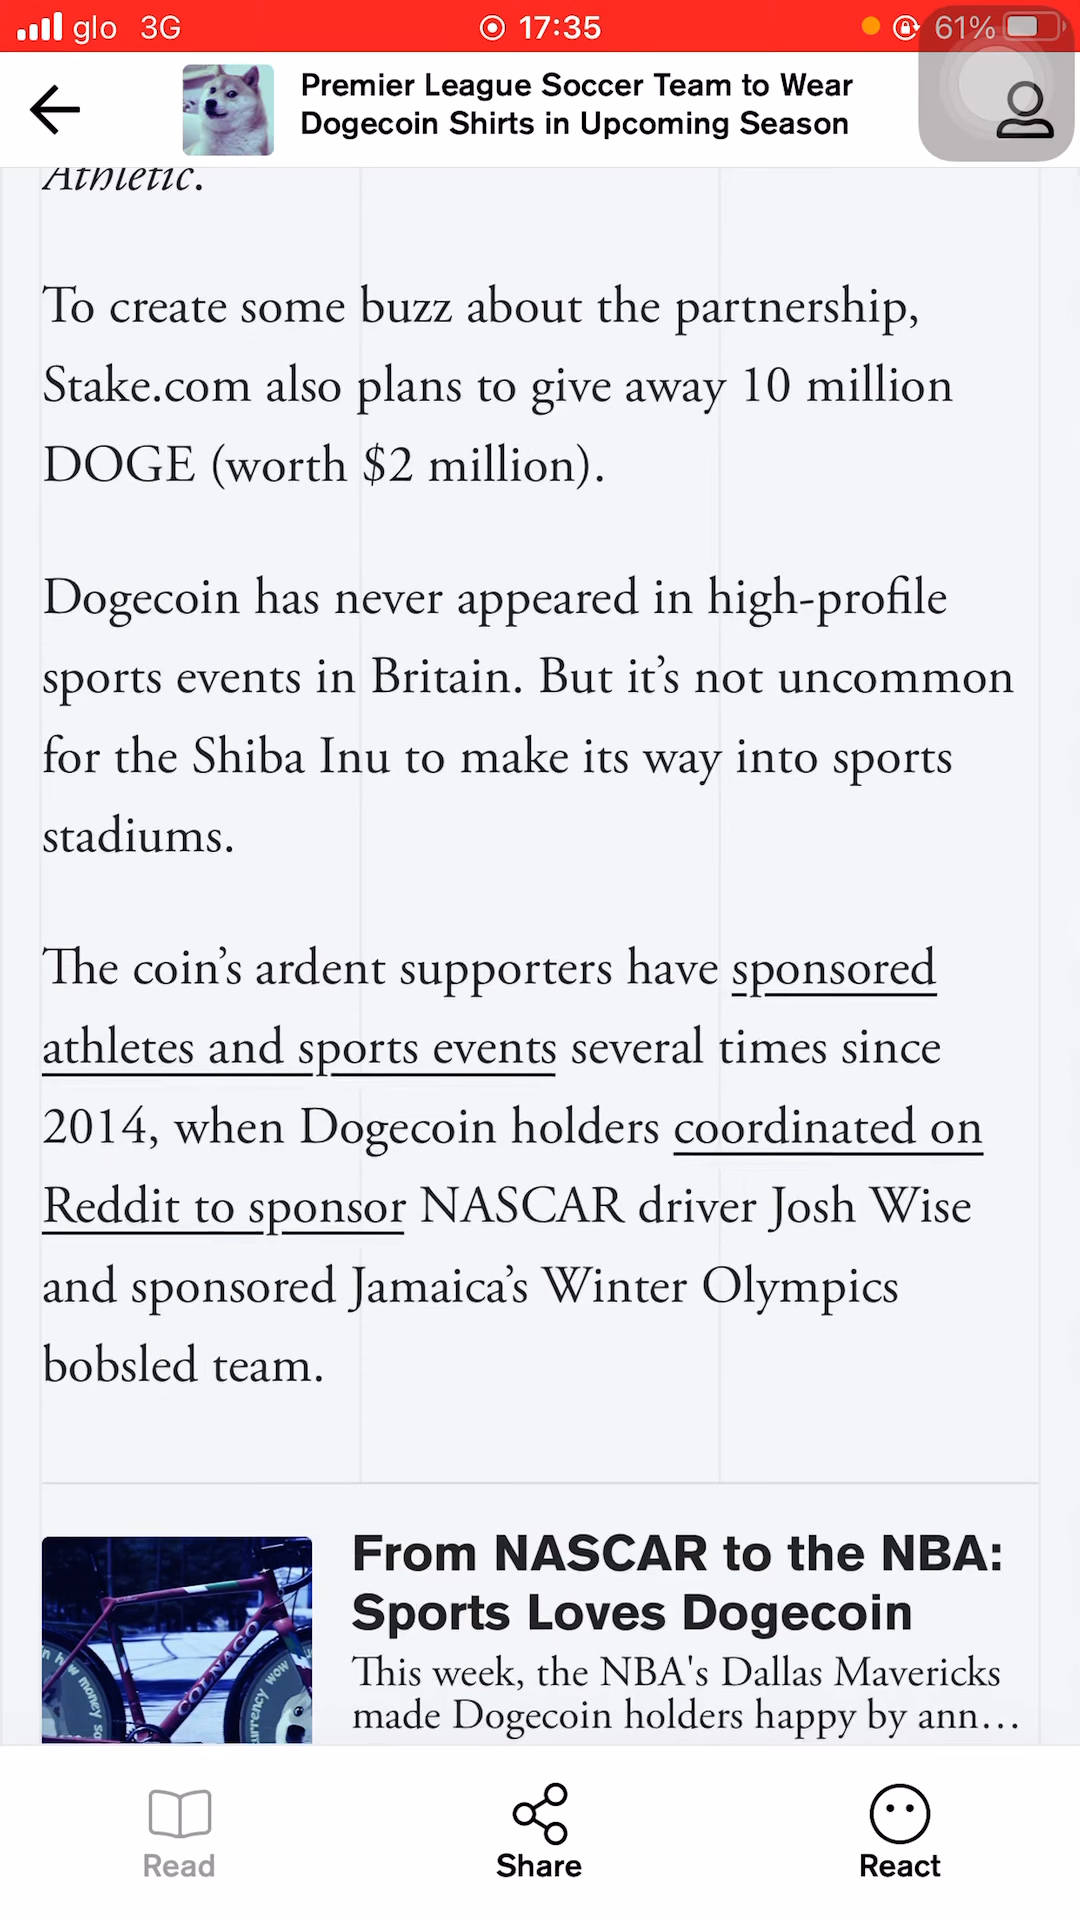 glo 3G 17:35 61%
Premier League Soccer Team to Wear
Dogecoin Shirts in Upcoming Season
Athletic.
To create some buzz about the partnership,
Stake.com also plans to give away 10 million
DOGE (worth $2 million).
Dogecoin has never appeared in high-profile
sports events in Britain. But it’s not uncommon
for the Shiba Inu to make its way into sports
stadiums.
The coin’s ardent supporters have sponsored
athletes and sports events several times since
2014, when Dogecoin holders coordinated on
Reddit to sponsor NASCAR driver Josh Wise
and sponsored Jamaica’s Winter Olympics
bobsled team.
From NASCAR to the NBA:
Sports Loves Dogecoin
This week, the NBA's Dallas Mavericks
made Dogecoin holders happy by ann...
COLNAGO
money so
currency wow
Read
Share
React